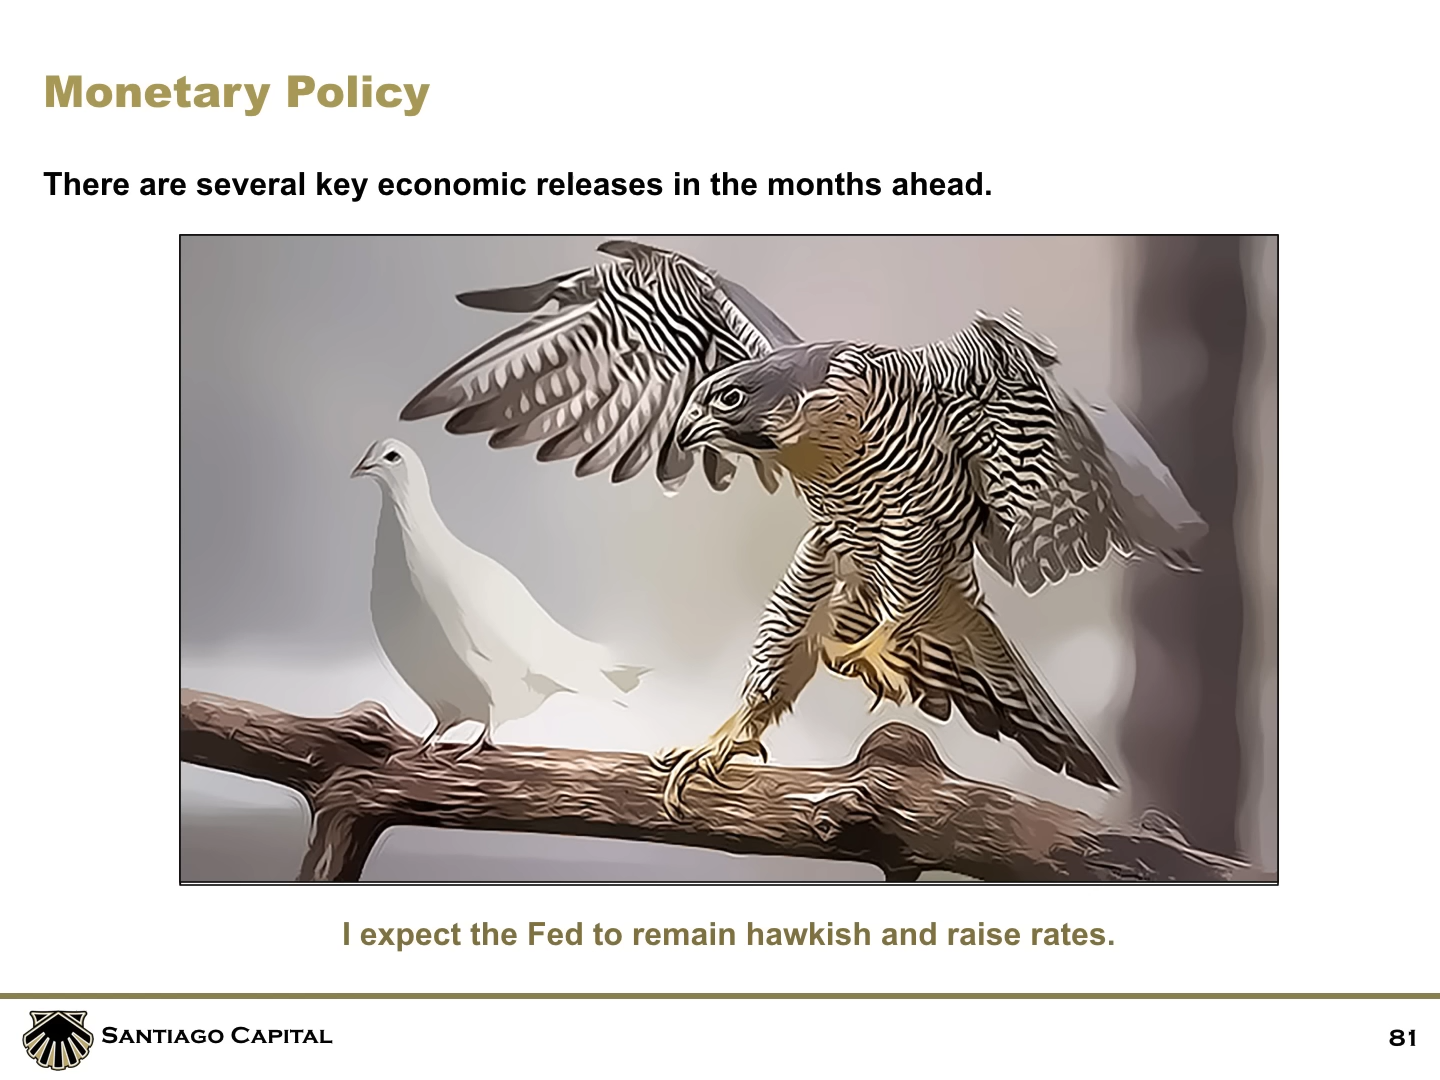 Monetary Policy
There are several key economic releases in the months ahead.
I expect the Fed to remain hawkish and raise rates.
Santiago Capital
81